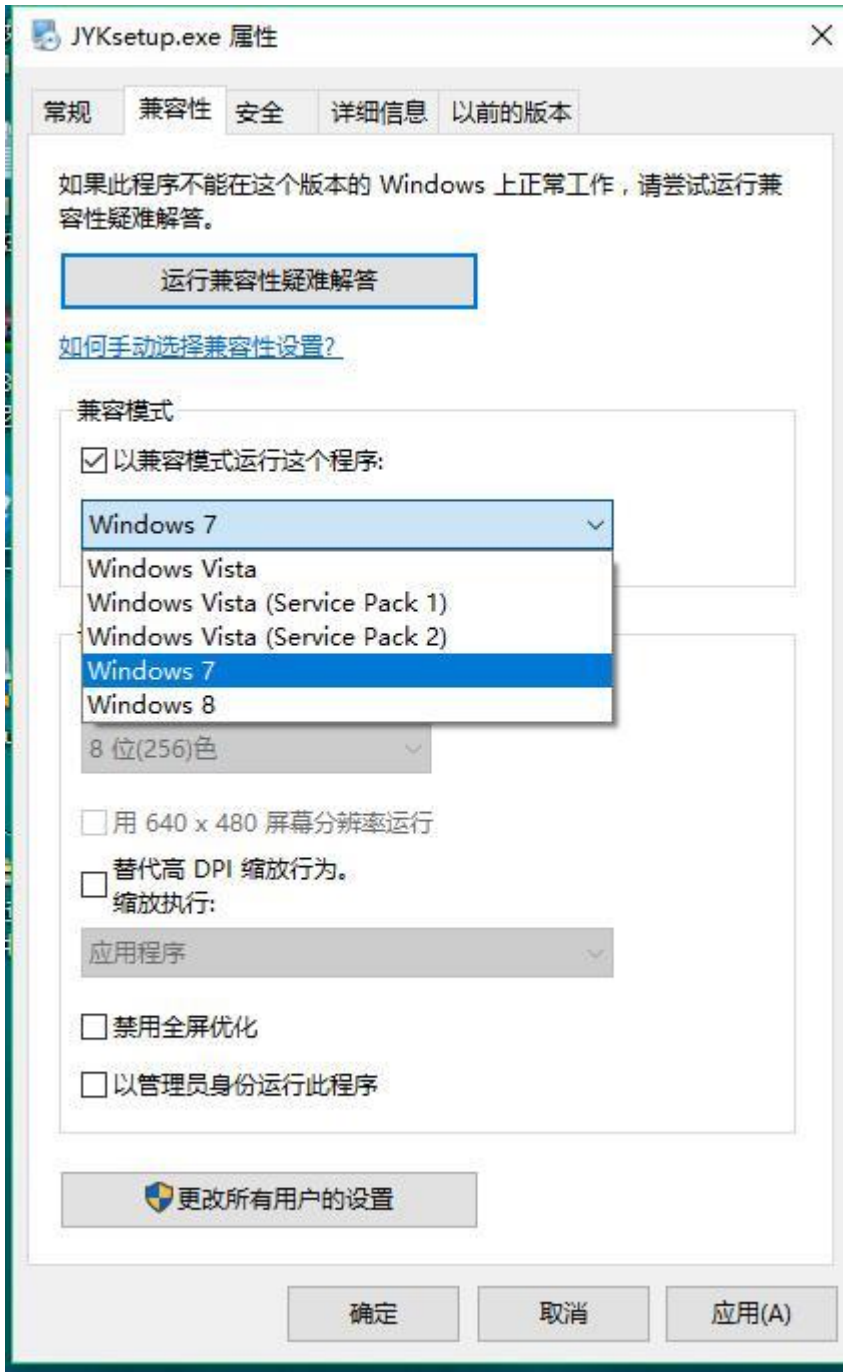 JYKsetup.exe 属性
常规 兼容性 安全 详细信息 以前的版本
如果此程序不能在这个版本的 Windows 上正常工作，请尝试运行兼
容性疑难解答。
运行兼容性疑难解答
如何手动选择兼容性设置?
兼容模式
以兼容模式运行这个程序:
Windows 7
Windows Vista
Windows Vista (Service Pack 1)
Windows Vista (Service Pack 2)
Windows 7
Windows 8
8 位(256)色
用 640 x 480 屏幕分辨率运行
替代高 DPI 缩放行为。
缩放执行:
应用程序
禁用全屏优化
以管理员身份运行此程序
更改所有用户的设置
确定 取消 应用(A)